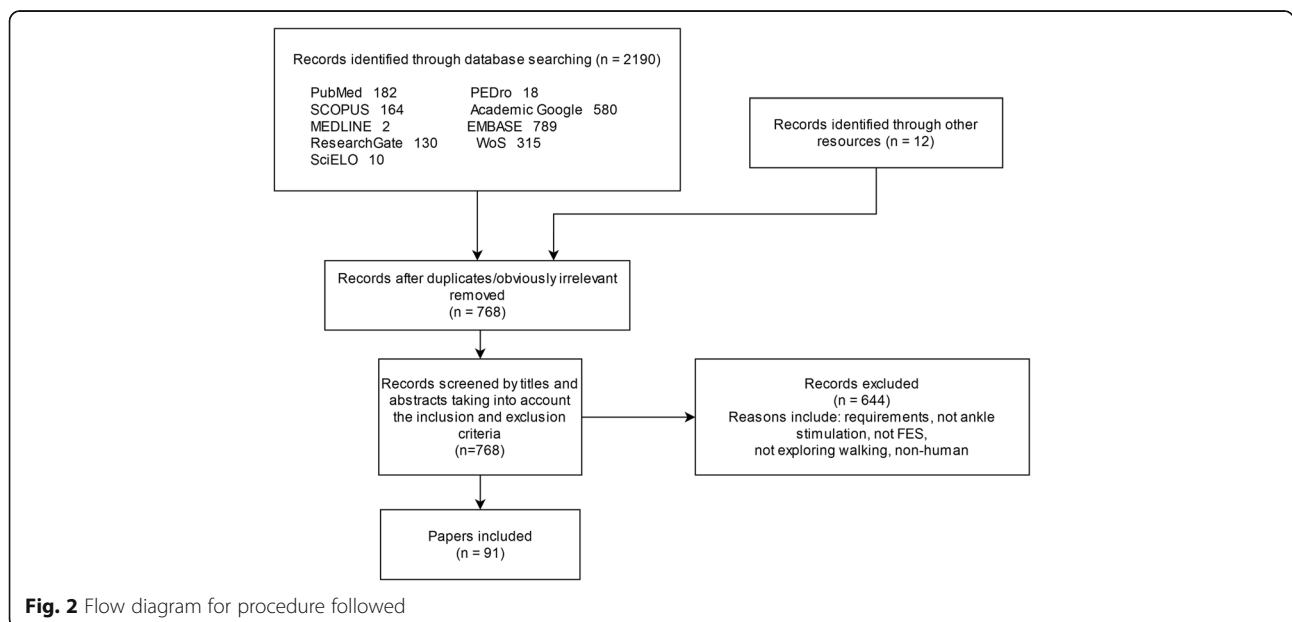 Records identified through database searching (n = 2190)
PubMed 182 PEDro 18
SCOPUS 164 Academic Google 580
MEDLINE 2 EMBASE 789
ResearchGate 130 WoS 315
SciELO 10
Records identified through other
resources (n = 12)
Records after duplicates/obviously irrelevant
removed
(n = 768)
Records screened by titles and
abstracts taking into account
the inclusion and exclusion
criteria
(n=768)
Records excluded
(n = 644)
Reasons include: requirements, not ankle
stimulation, not FES,
not exploring walking, non-human
Papers included
(n = 91)
Fig. 2 Flow diagram for procedure followed